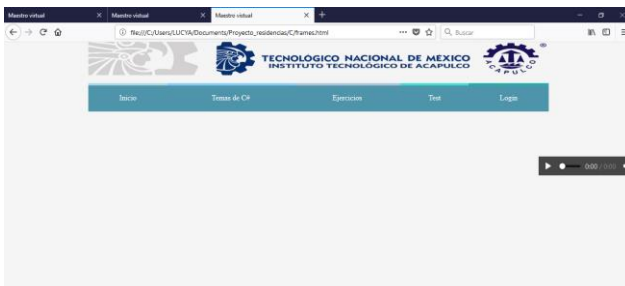 Maestro virtual
Maestro virtual
Maestro virtual
file:///C:/Users/LUCYA/Documents/Proyecto_residencias/C/frames.html
Buscar
TECNOLÓGICO NACIONAL DE MÉXICO
INSTITUTO TECNOLÓGICO DE ACAPULCO
ACAPULCO
Inicio Temas de C# Ejercicios Test Login
0:00 / 0:00